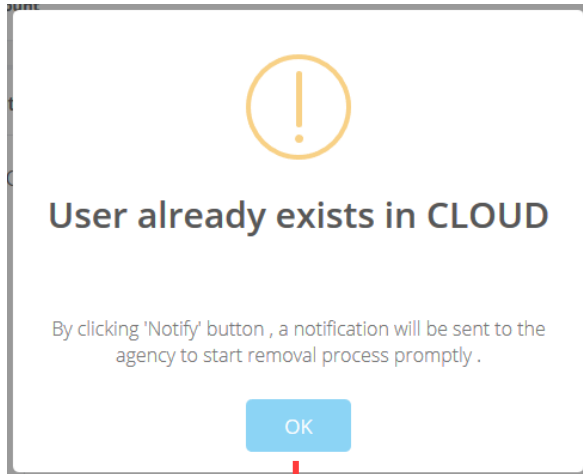 User already exists in CLOUD
By clicking 'Notify' button , a notification will be sent to the
agency to start removal process promptly .
OK